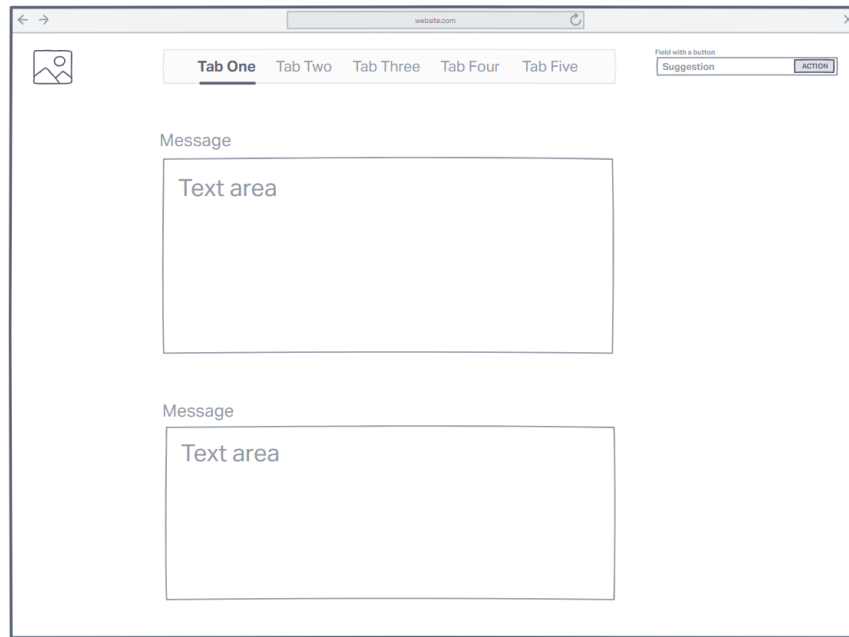 website.com
Tab One Tab Two Tab Three Tab Four Tab Five
Field with a button
Suggestion ACTION
Message
Text area
Message
Text area